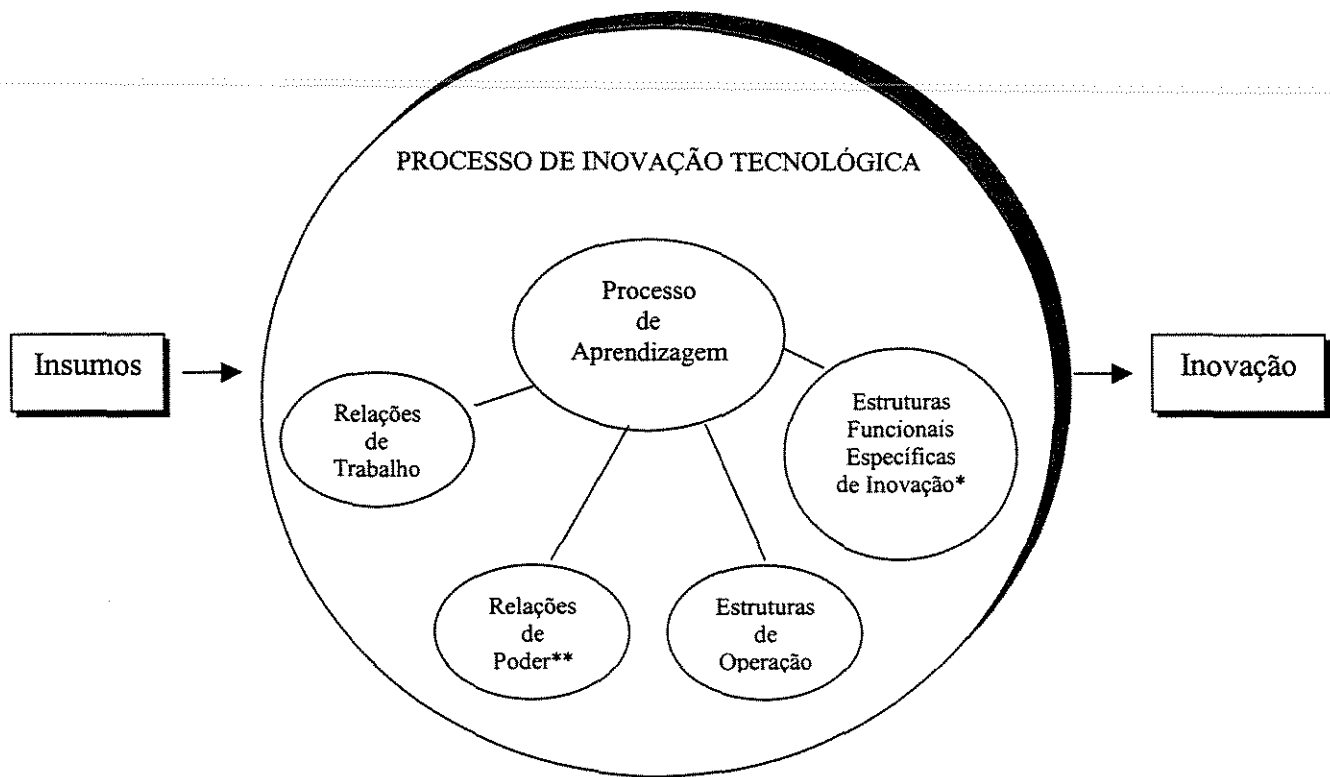 PROCESSO DE INOVAÇÃO TECNOLÓGICA
Processo
de
Aprendizagem
Insumos
Inovação
Relações
de
Trabalho
Estruturas
Funcionais
Específicas
de Inovação*
Relações
de
Poder**
Estruturas
de
Operação